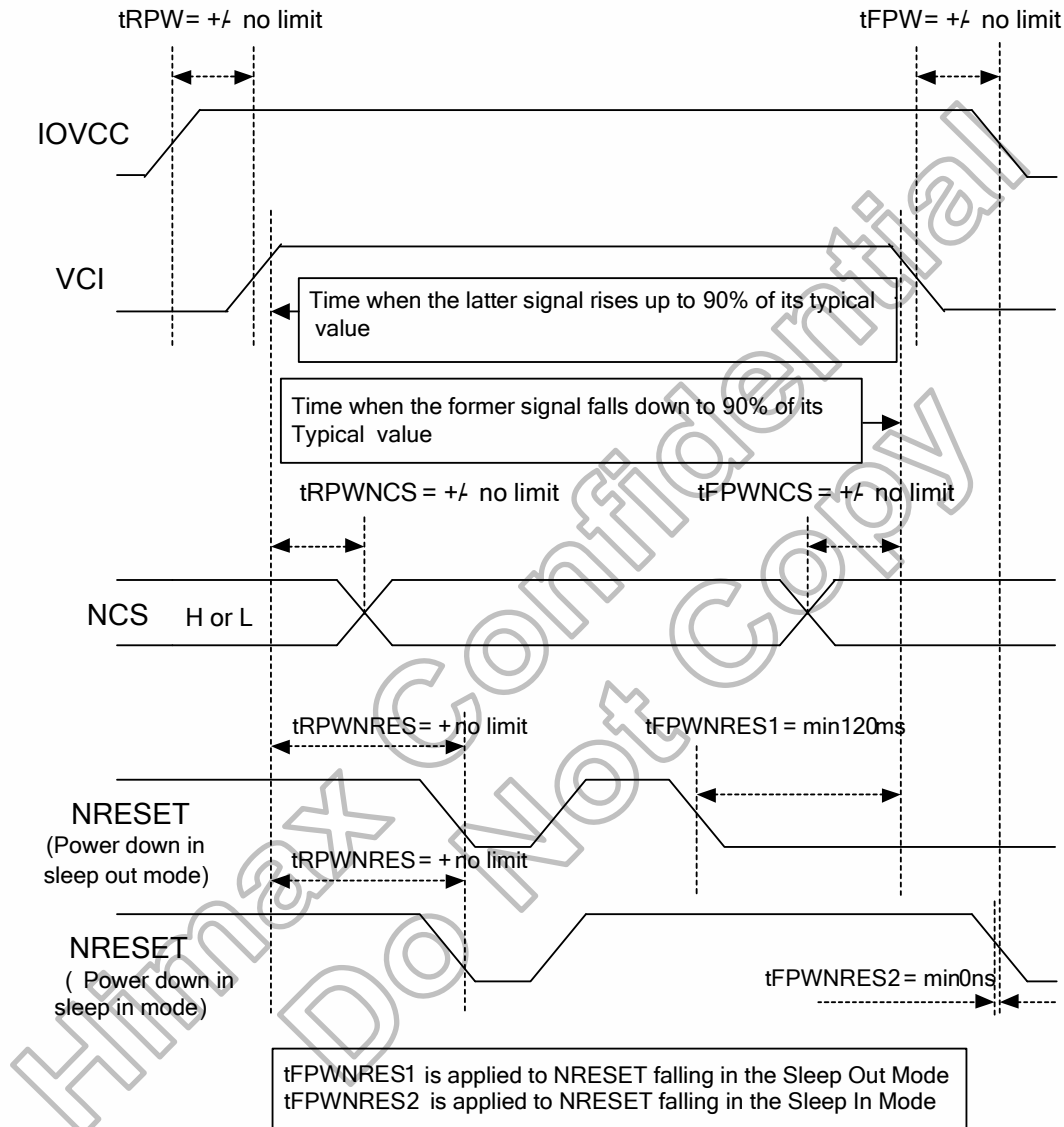 tRPW= +/- no limit
tFPW= +/- no limit
IOVCC
VCI
Time when the latter signal rises up to 90% of its typical
value
Time when the former signal falls down to 90% of its
Typical value
tRPWNCS = +/- no limit
tFPWNCS = +/- no limit
NCS H or L
tRPWNRES= + no limit
tFPWNRES1 = min120ms
NRESET
(Power down in
sleep out mode)
tRPWNRES= + no limit
NRESET
( Power down in
sleep in mode)
tFPWNRES2 = min0ns
tFPWNRES1 is applied to NRESET falling in the Sleep Out Mode
tFPWNRES2 is applied to NRESET falling in the Sleep In Mode
Himax Confidential
Do Not Copy